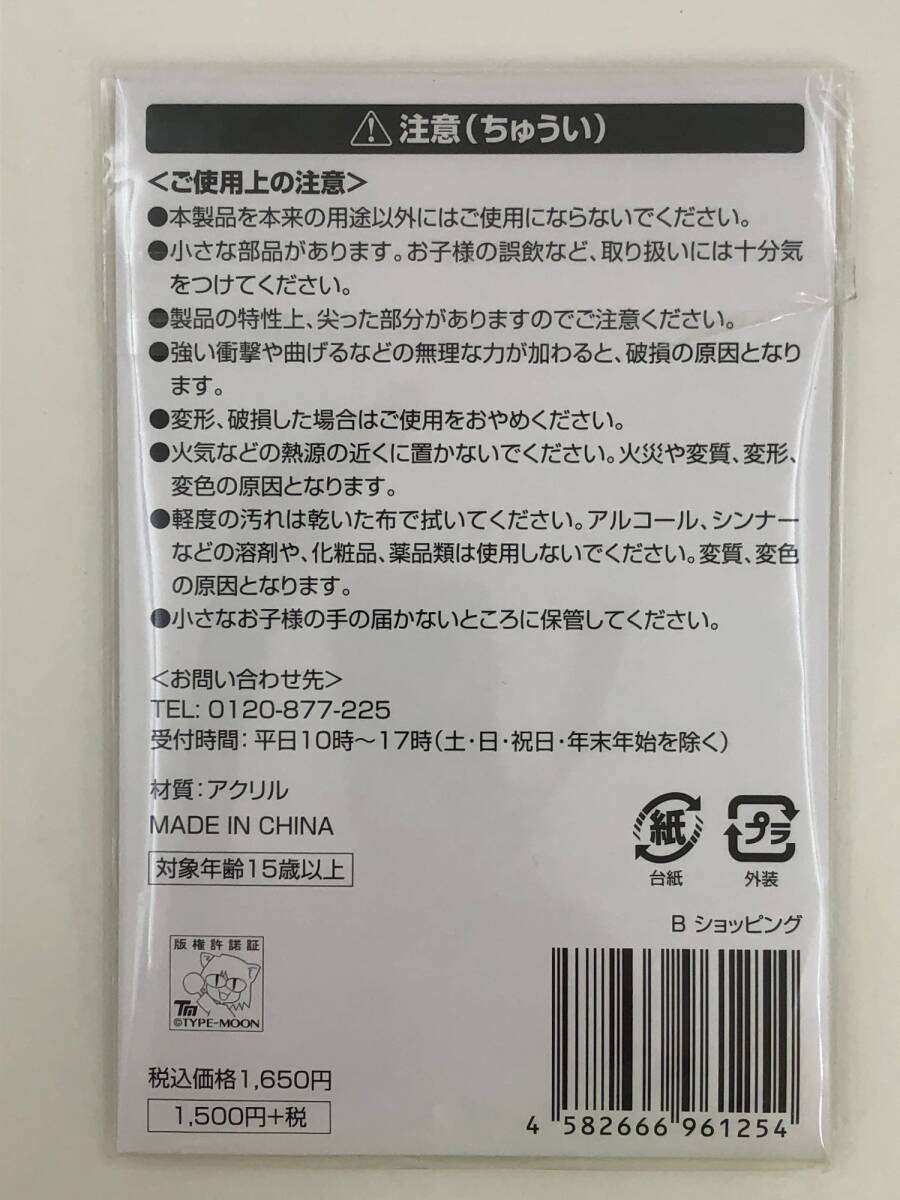 注意(ちゅうい)
<ご使用上の注意>
●本製品を本来の用途以外にはご使用にならないでください。
●小さな部品があります。お子様の誤飲など、取り扱いには十分気
をつけてください。
●製品の特性上、尖った部分がありますのでご注意ください。
●強い衝撃や曲げるなどの無理な力が加わると、破損の原因となり
ます。
●変形、破損した場合はご使用をおやめください。
●火気などの熱源の近くに置かないでください。火災や変質、変形、
変色の原因となります。
●軽度の汚れは乾いた布で拭いてください。アルコール、シンナー
などの溶剤や、化粧品、薬品類は使用しないでください。変質、変色
の原因となります。
●小さなお子様の手の届かないところに保管してください。
<お問い合わせ先>
TEL: 0120-877-225
受付時間:平日10時~17時(土・日・祝日・年末年始を除く)
材質:アクリル
MADE IN CHINA
対象年齢15歳以上
紙
台紙
プラ
外装
B ショッピング
版権許諾証
TM
©TYPE-MOON
税込価格1,650円
1,500円+税
4 582666 961254